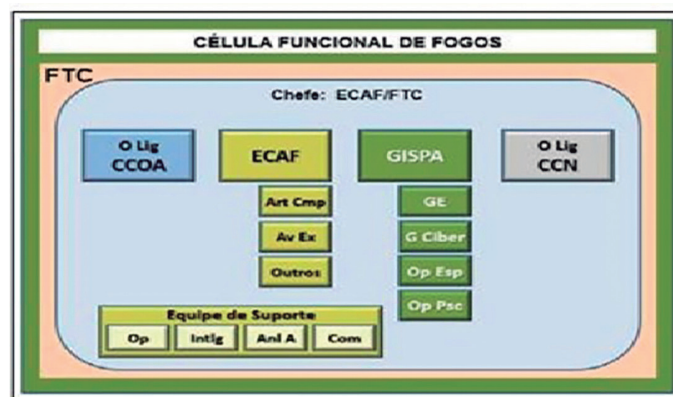 CÉLULA FUNCIONAL DE FOGOS
FTC
Chefe: ECAF/FTC
O Lig
CCOA
ECAF
GISPA
O Lig
CCN
Art Cmp
GE
Av Ex
G Ciber
Outros
Op Esp
Op Psc
Equipe de Suporte
Op
Intlg
Anl A
Com